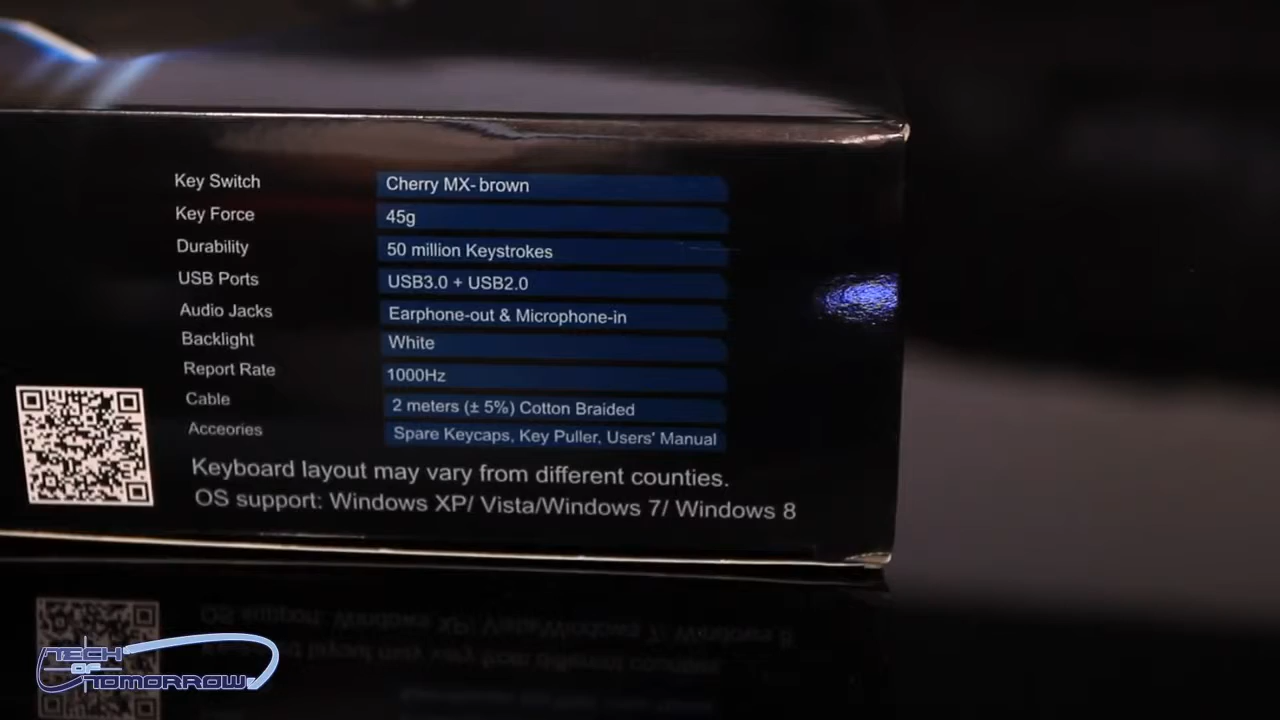 Key Switch Cherry MX-brown
Key Force 45g
Durability 50 million Keystrokes
USB Ports USB3.0 + USB2.0
Audio Jacks Earphone-out & Microphone-in
Backlight White
Report Rate 1000Hz
Cable 2 meters (± 5%) Cotton Braided
Acceories Spare Keycaps, Key Puller, Users' Manual
Keyboard layout may vary from different counties.
OS support: Windows XP/ Vista/Windows 7/ Windows 8
TECH
OF
TOMORROW